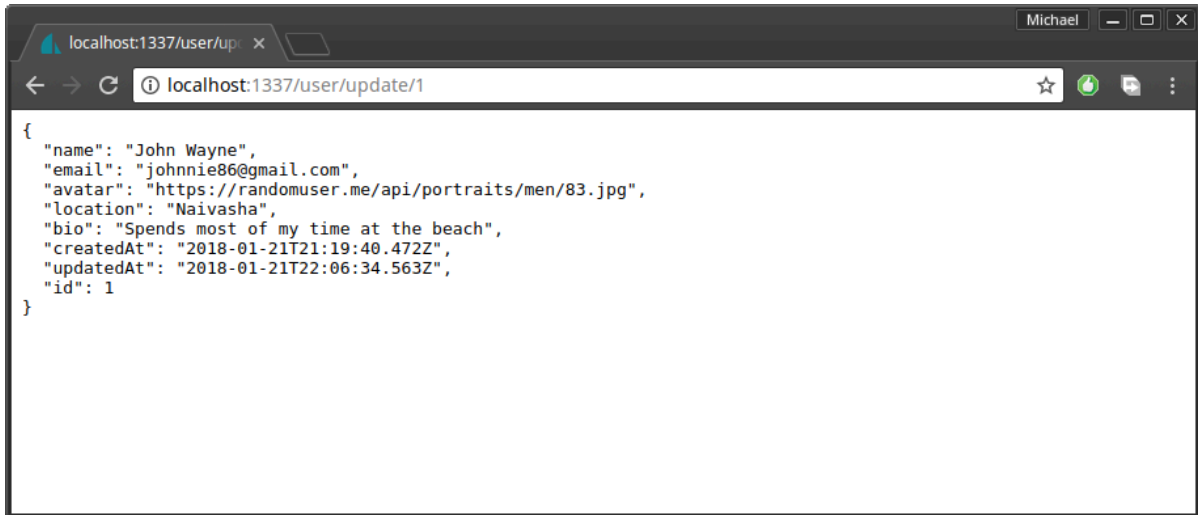 Michael
localhost:1337/user/upd
localhost:1337/user/update/1
{
  "name": "John Wayne",
  "email": "johnnie86@gmail.com",
  "avatar": "https://randomuser.me/api/portraits/men/83.jpg",
  "location": "Naivasha",
  "bio": "Spends most of my time at the beach",
  "createdAt": "2018-01-21T21:19:40.472Z",
  "updatedAt": "2018-01-21T22:06:34.563Z",
  "id": 1
}